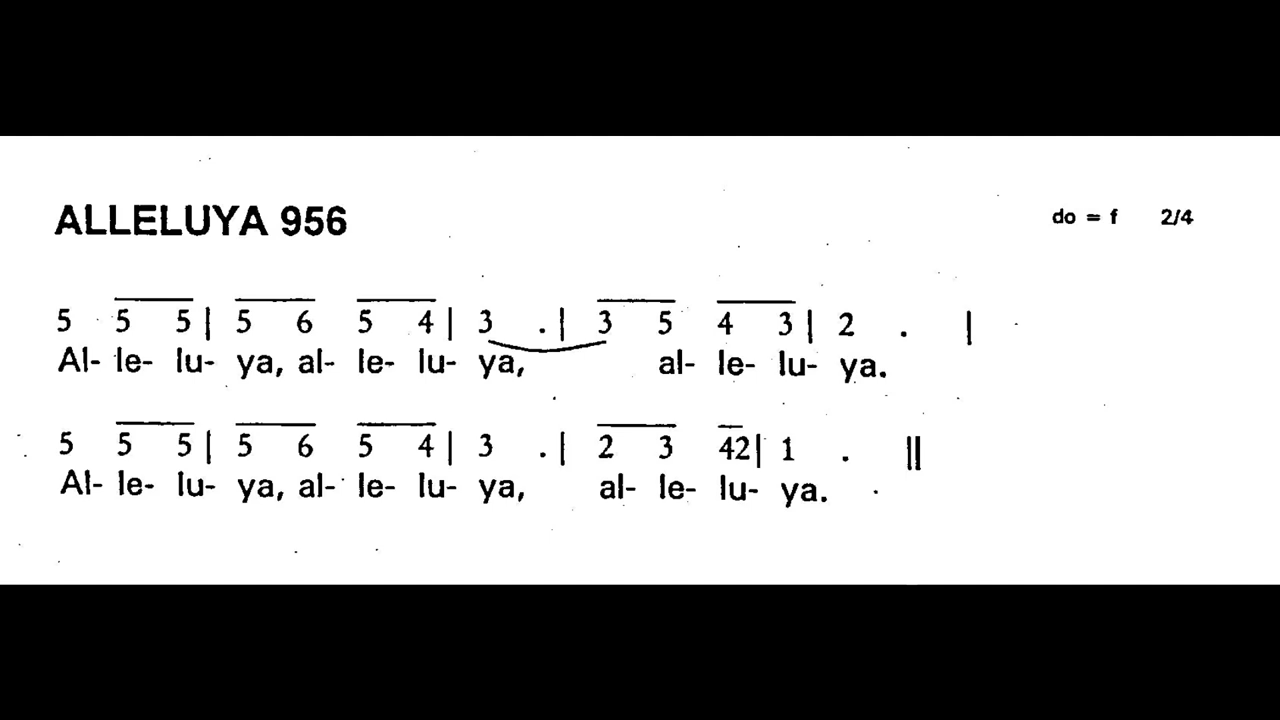 ALLELUYA 956 do = f 2/4
5 5 5 | 5 6 5 4 | 3 . | 3 5 4 3 | 2 . |
Al- le- lu- ya, al- le- lu- ya, al- le- lu- ya.
5 5 5 | 5 6 5 4 | 3 . | 2 3 42 | 1 . ||
Al- le- lu- ya, al- le- lu- ya, al- le- lu- ya.